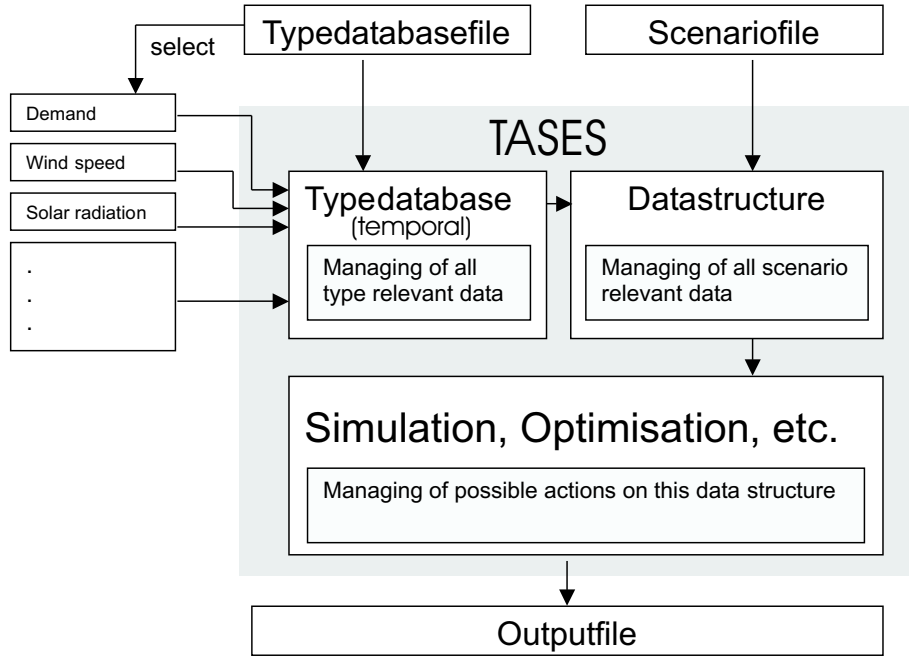 Typedatabasefile
Scenariofile
select
Demand
Wind speed
Solar radiation
.
.
.
TASES
Typedatabase
(temporal)
Managing of all
type relevant data
Datastructure
Managing of all scenario
relevant data
Simulation, Optimisation, etc.
Managing of possible actions on this data structure
Outputfile